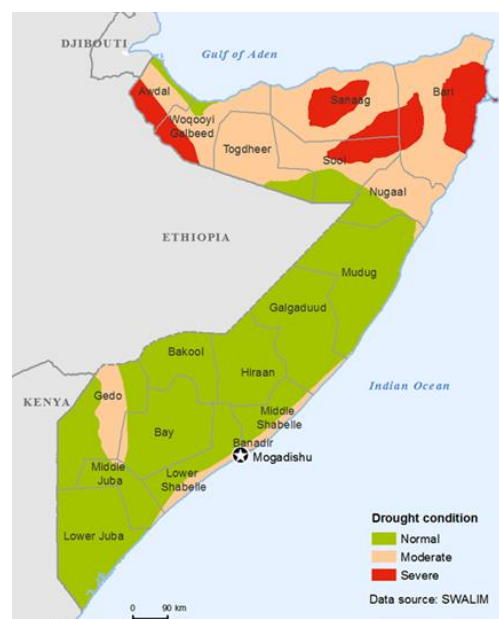 DJIBOUTI
Gulf of Aden
Awdal
Sanaag
Bari
Woqooyi
Galbeed
Togdheer
Sool
Nugaal
ETHIOPIA
Mudug
Galgaduud
Bakool
Hiraan
Indian Ocean
KENYA
Gedo
Bay
Middle
Shabelle
Banadir
Mogadishu
Middle
Juba
Lower
Shabelle
Lower Juba
Drought condition
Normal
Moderate
Severe
Data source: SWALIM
0 90 km